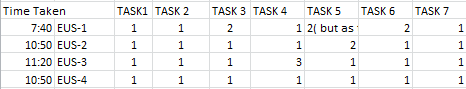 Time Taken TASK1 TASK 2 TASK 3 TASK 4 TASK 5 TASK 6 TASK 7
7:40 EUS-1 1 1 2 1 2( but as 2 1
10:50 EUS-2 1 1 1 1 2 1 1
11:20 EUS-3 1 1 1 3 1 1 1
10:50 EUS-4 1 1 1 1 1 1 1